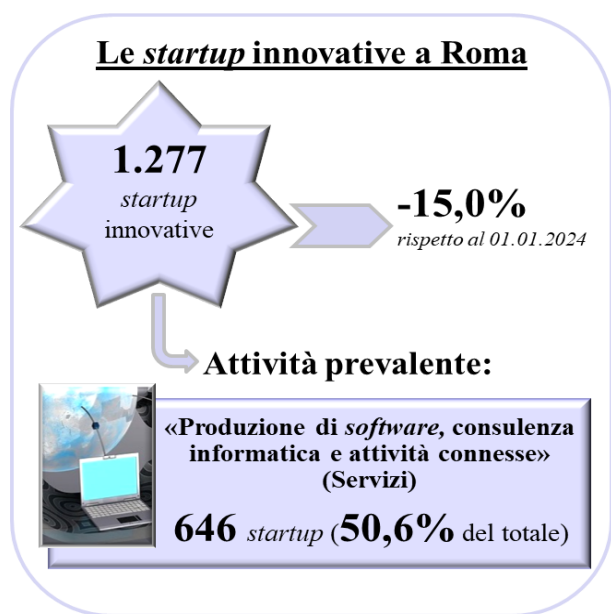 Le startup innovative a Roma
1.277
startup
innovative
-15,0%
rispetto al 01.01.2024
Attività prevalente:
«Produzione di software, consulenza
informatica e attività connesse»
(Servizi)
646 startup (50,6% del totale)